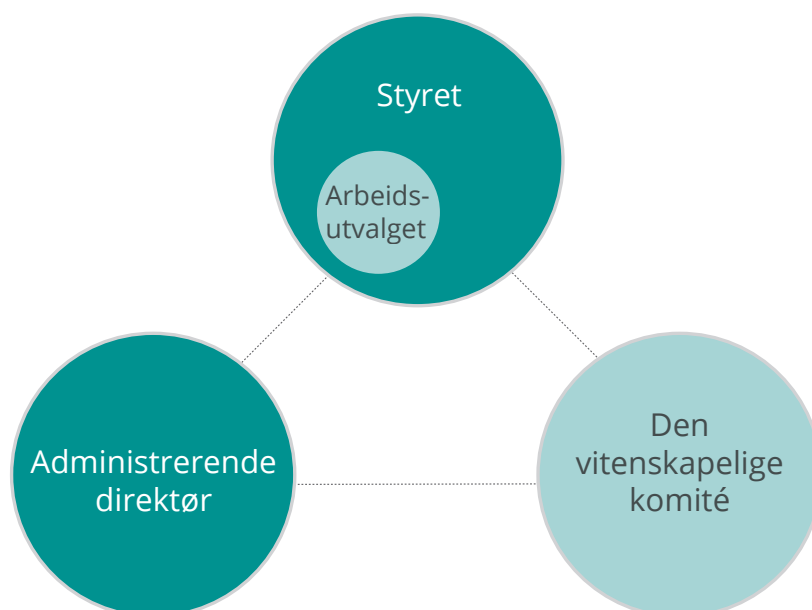 Styret
Arbeids-
utvalget
Administrerende
direktør
Den
vitenskapelige
komité